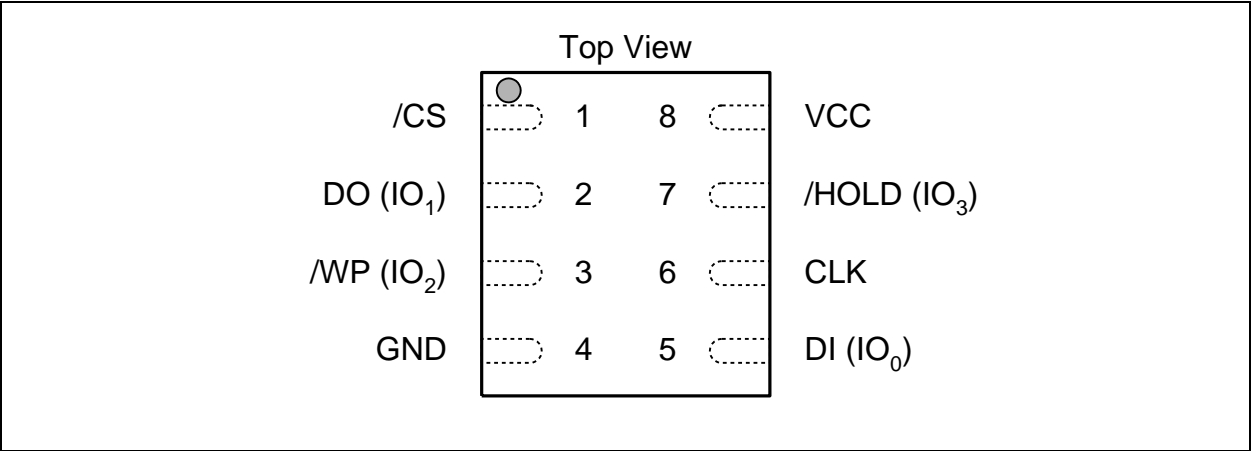 Top View
/CS 1 8 VCC
DO (IO₁) 2 7 /HOLD (IO₃)
/WP (IO₂) 3 6 CLK
GND 4 5 DI (IO₀)